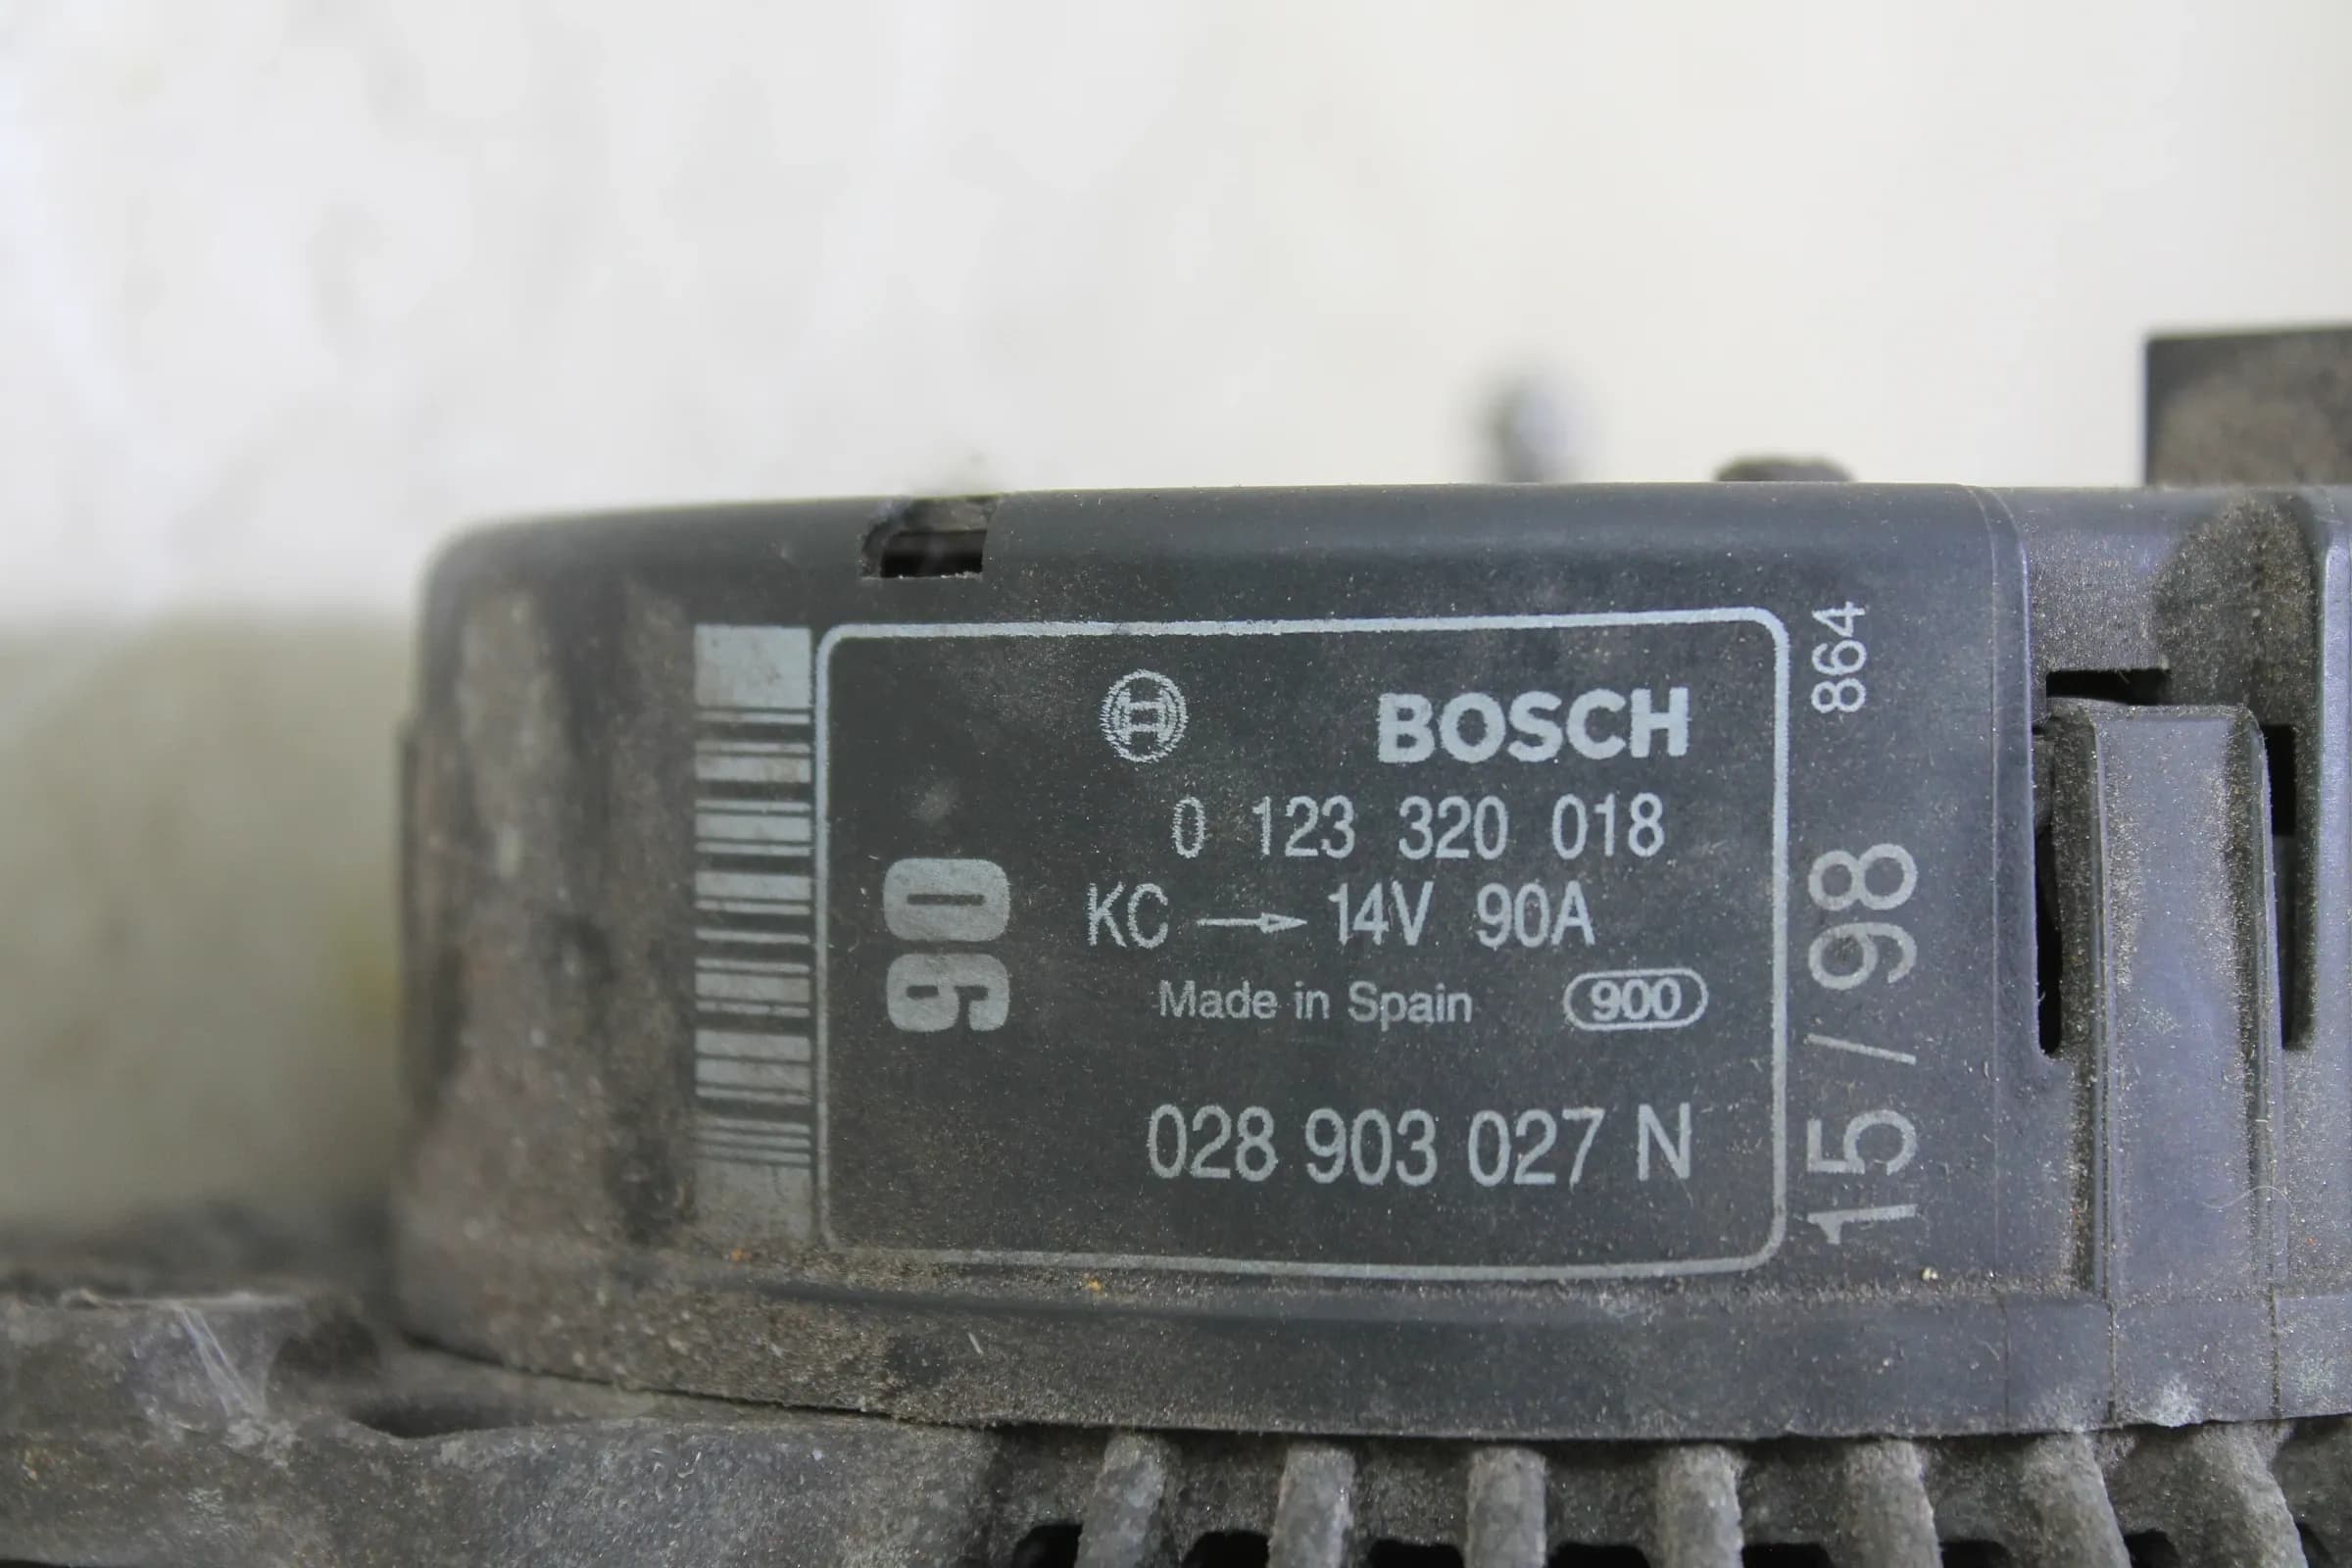 BOSCH
0 123 320 018
KC → 14V 90A
Made in Spain 900
028 903 027 N
90
15 / 98 864